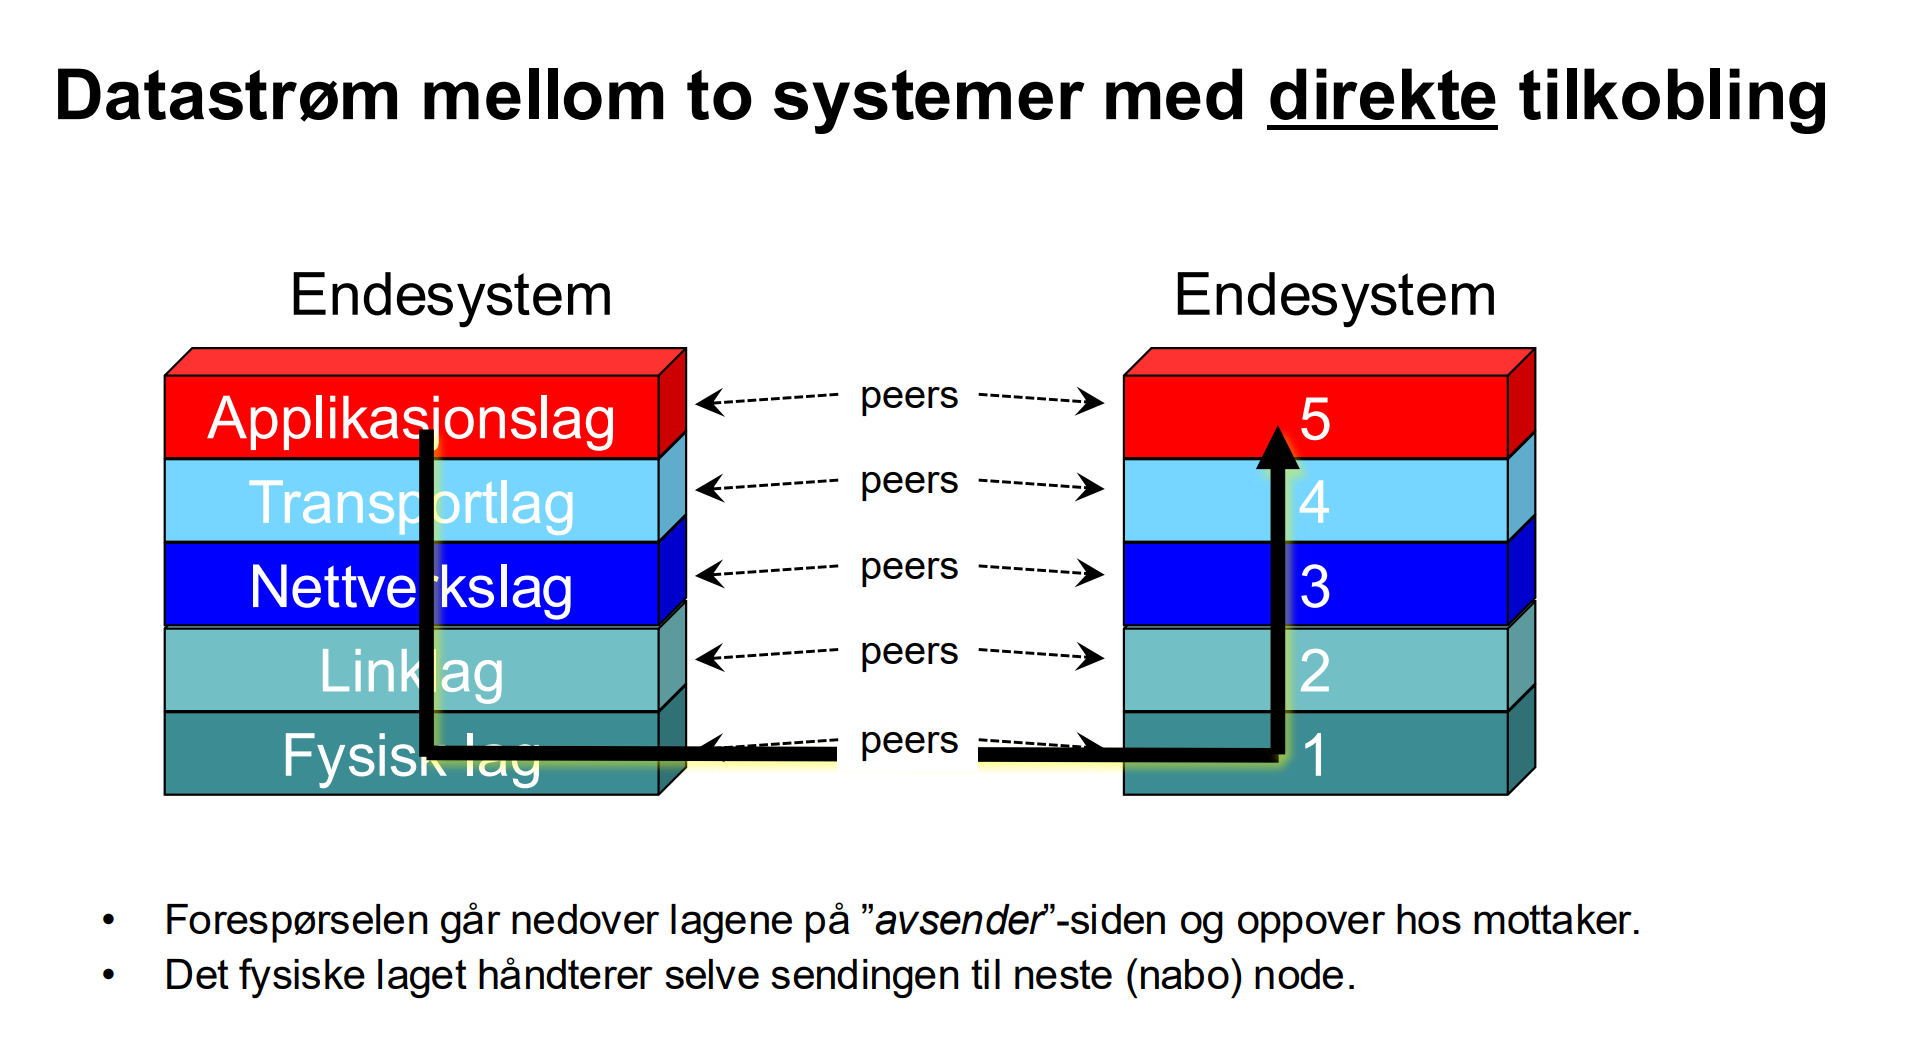 Datastrøm mellom to systemer med direkte tilkobling
Endesystem
Endesystem
Applikasjonslag
peers
5
Transportlag
peers
4
Nettverkslag
peers
3
Linklag
peers
2
Fysisk lag
peers
1
• Forespørselen går nedover lagene på ”avsender”-siden og oppover hos mottaker.
• Det fysiske laget håndterer selve sendingen til neste (nabo) node.